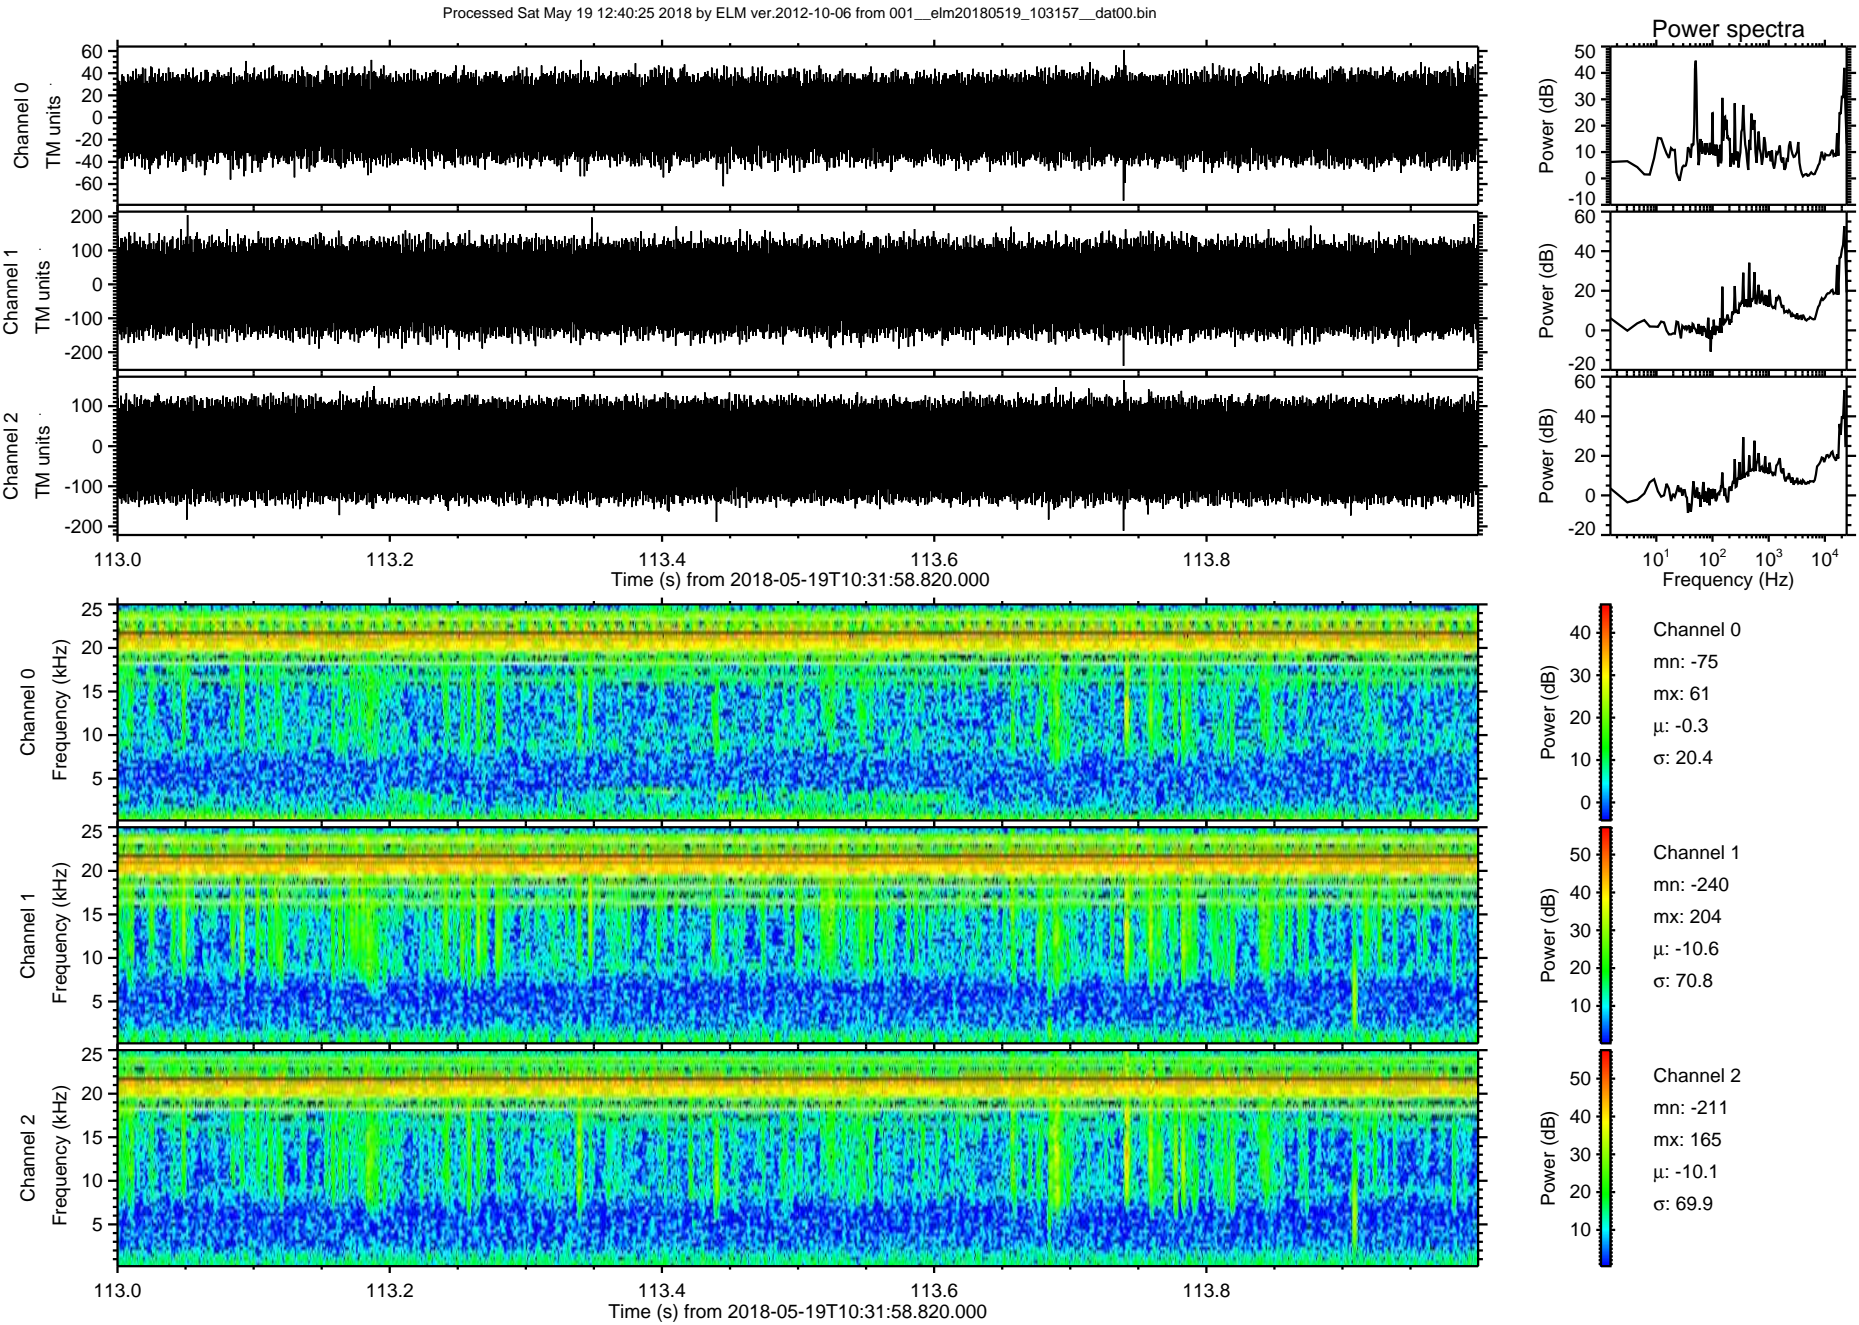 Processed Sat May 19 12:40:25 2018 by ELM ver.2012-10-06 from 001__elm20180519_103157__dat00.bin
Power spectra
Channel 0
TM units
60
40
20
0
-20
-40
-60
Power (dB)
50
40
30
20
10
0
-10
Channel 1
TM units
200
100
0
-100
-200
Power (dB)
60
40
20
0
-20
Channel 2
TM units
100
0
-100
-200
Power (dB)
60
40
20
0
-20
113.0 113.2 113.4 113.6 113.8
Time (s) from 2018-05-19T10:31:58.820.000
10¹ 10² 10³ 10⁴
Frequency (Hz)
Channel 0
Frequency (kHz)
25
20
15
10
5
Power (dB)
40
30
20
10
0
Channel 0
mn: -75
mx: 61
μ: -0.3
σ: 20.4
Channel 1
Frequency (kHz)
25
20
15
10
5
Power (dB)
50
40
30
20
10
Channel 1
mn: -240
mx: 204
μ: -10.6
σ: 70.8
Channel 2
Frequency (kHz)
25
20
15
10
5
Power (dB)
50
40
30
20
10
Channel 2
mn: -211
mx: 165
μ: -10.1
σ: 69.9
113.0 113.2 113.4 113.6 113.8
Time (s) from 2018-05-19T10:31:58.820.000